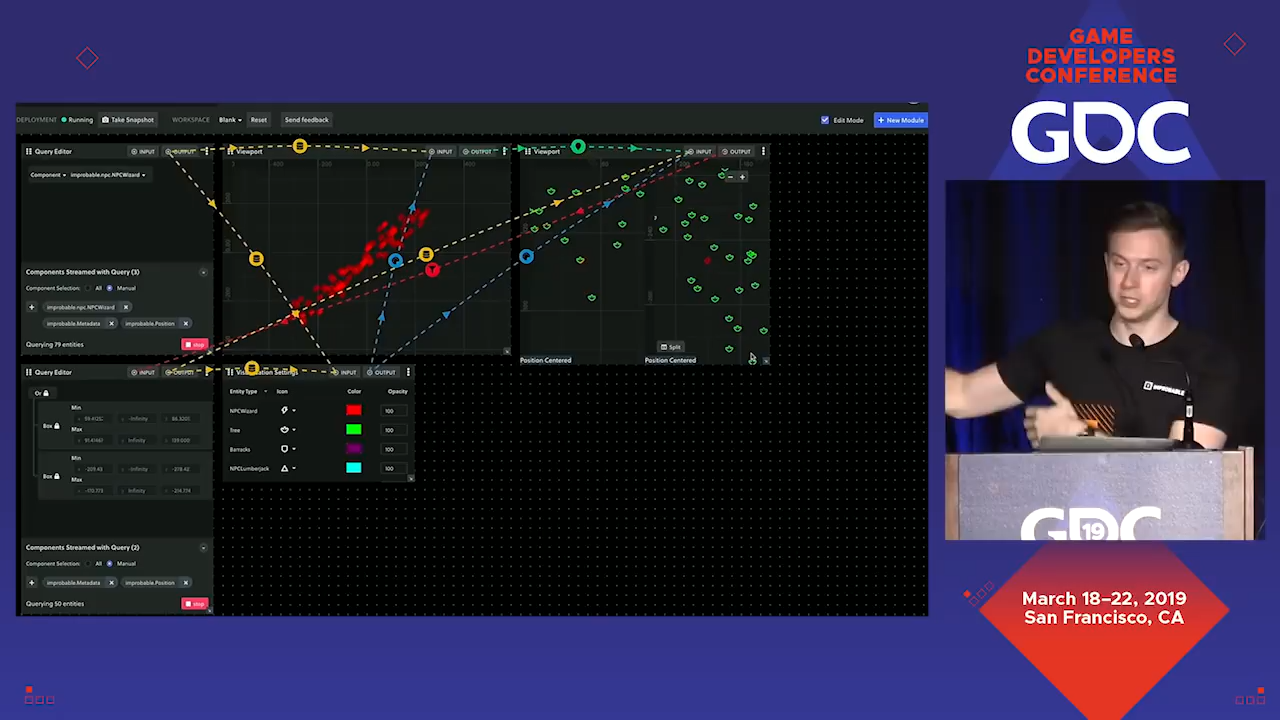 GAME
DEVELOPERS
CONFERENCE
GDC
DEPLOYMENT Running Take Snapshot WORKSPACE Blank Reset Send feedback Edit Mode + New Module
Query Editor INPUT OUTPUT Viewport INPUT OUTPUT Viewport INPUT OUTPUT
Component improbable.npc.NPCWizard
Components Streamed with Query (3)
Component Selection: All Manual
+ improbable.npc.NPCWizard x
improbable.Metadata x improbable.Position x
Querying 79 entities stop
Split
Position Centered Position Centered
Query Editor INPUT OUTPUT INPUT OUTPUT
Or
Entity Type Icon Color Opacity
NPCWizard 100
Tree 100
Barracks 100
NPCLumberjack 100
Min
-Infinity
Box Max
Infinity
Min
-Infinity
Box Max
Infinity
Components Streamed with Query (2)
Component Selection: All Manual
+ improbable.Metadata x improbable.Position x
Querying 50 entities stop
IMPROBABLE
GDC
19
March 18–22, 2019
San Francisco, CA